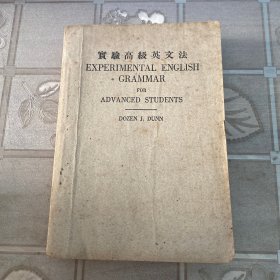 實驗高級英文法
EXPERIMENTAL ENGLISH
GRAMMAR
FOR
ADVANCED STUDENTS
DOZEN J. DUNN